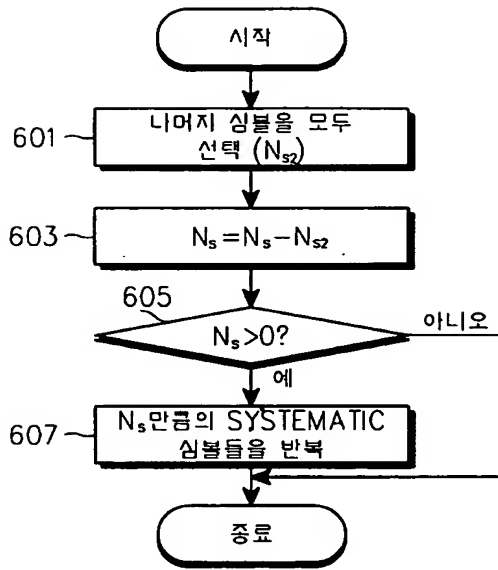 시작
601
나머지 심볼을 모두
선택 (Ns2)
603
Ns=Ns-Ns2
605
Ns>0?
아니오
예
607
Ns만큼의 SYSTEMATIC
심볼들을 반복
종료